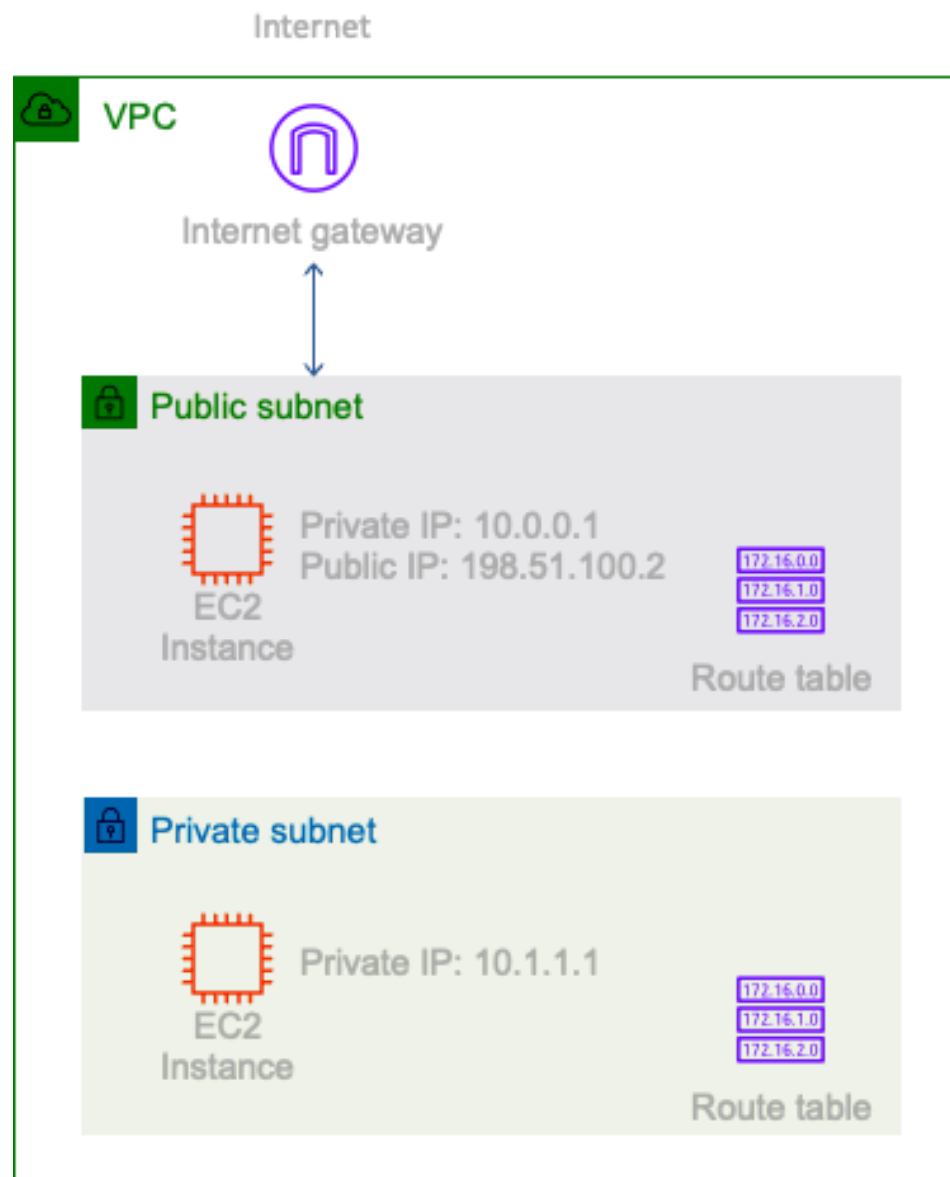 Internet
VPC
Internet gateway
Public subnet
Private IP: 10.0.0.1
Public IP: 198.51.100.2
EC2
Instance
172.16.0.0
172.16.1.0
172.16.2.0
Route table
Private subnet
Private IP: 10.1.1.1
EC2
Instance
172.16.0.0
172.16.1.0
172.16.2.0
Route table